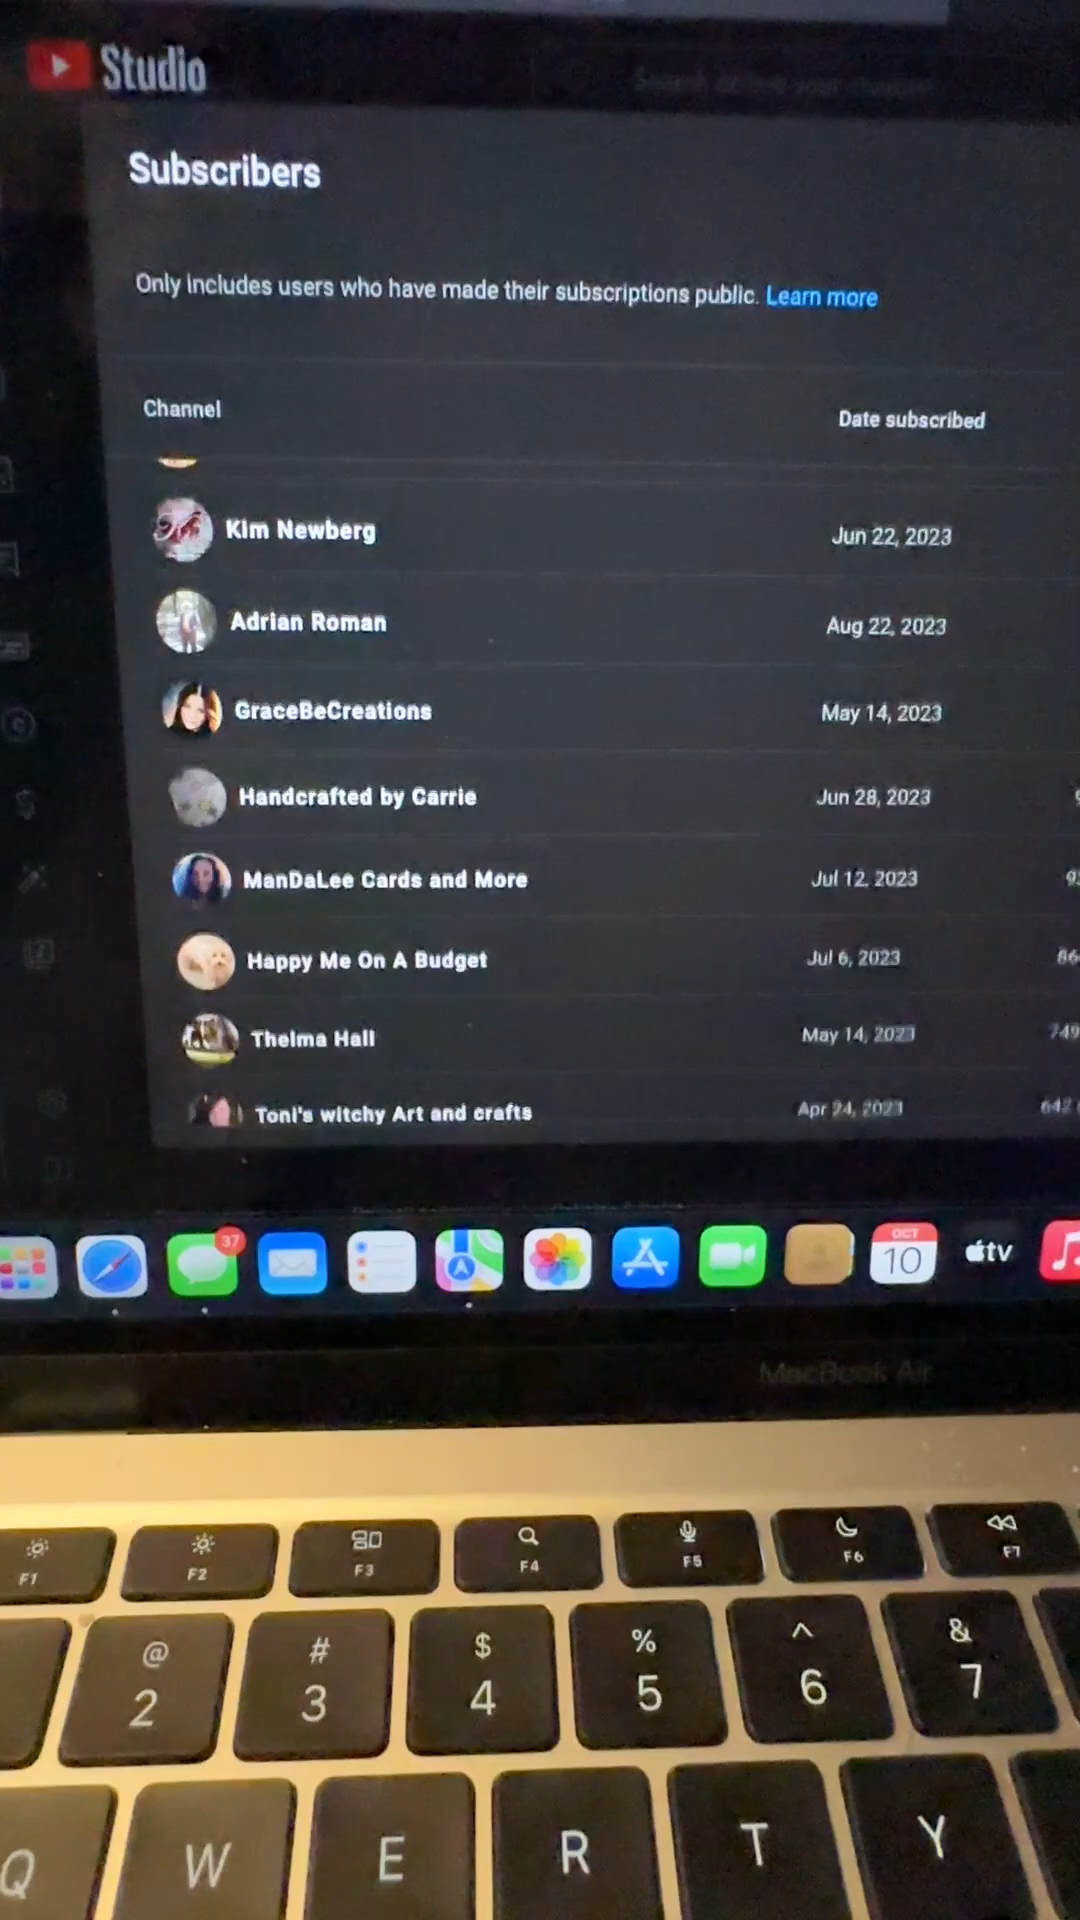 Studio
Subscribers
Only includes users who have made their subscriptions public. Learn more
Channel Date subscribed
Kim Newberg Jun 22, 2023
Adrian Roman Aug 22, 2023
GraceBeCreations May 14, 2023
Handcrafted by Carrie Jun 28, 2023
ManDaLee Cards and More Jul 12, 2023
Happy Me On A Budget Jul 6, 2023
Thelma Hall May 14, 2023 749
Toni's witchy Art and crafts Apr 24, 2023 642
37
OCT
10
tv
MacBook Air
F1 F2 F3 F4 F5 F6 F7
@ # $ % ^ &
2 3 4 5 6 7
Q W E R T Y